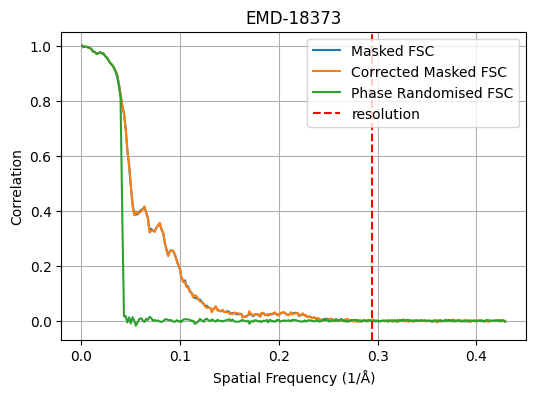 EMD-18373
Masked FSC
Corrected Masked FSC
Phase Randomised FSC
resolution
Correlation
1.0
0.8
0.6
0.4
0.2
0.0
0.0 0.1 0.2 0.3 0.4
Spatial Frequency (1/Å)